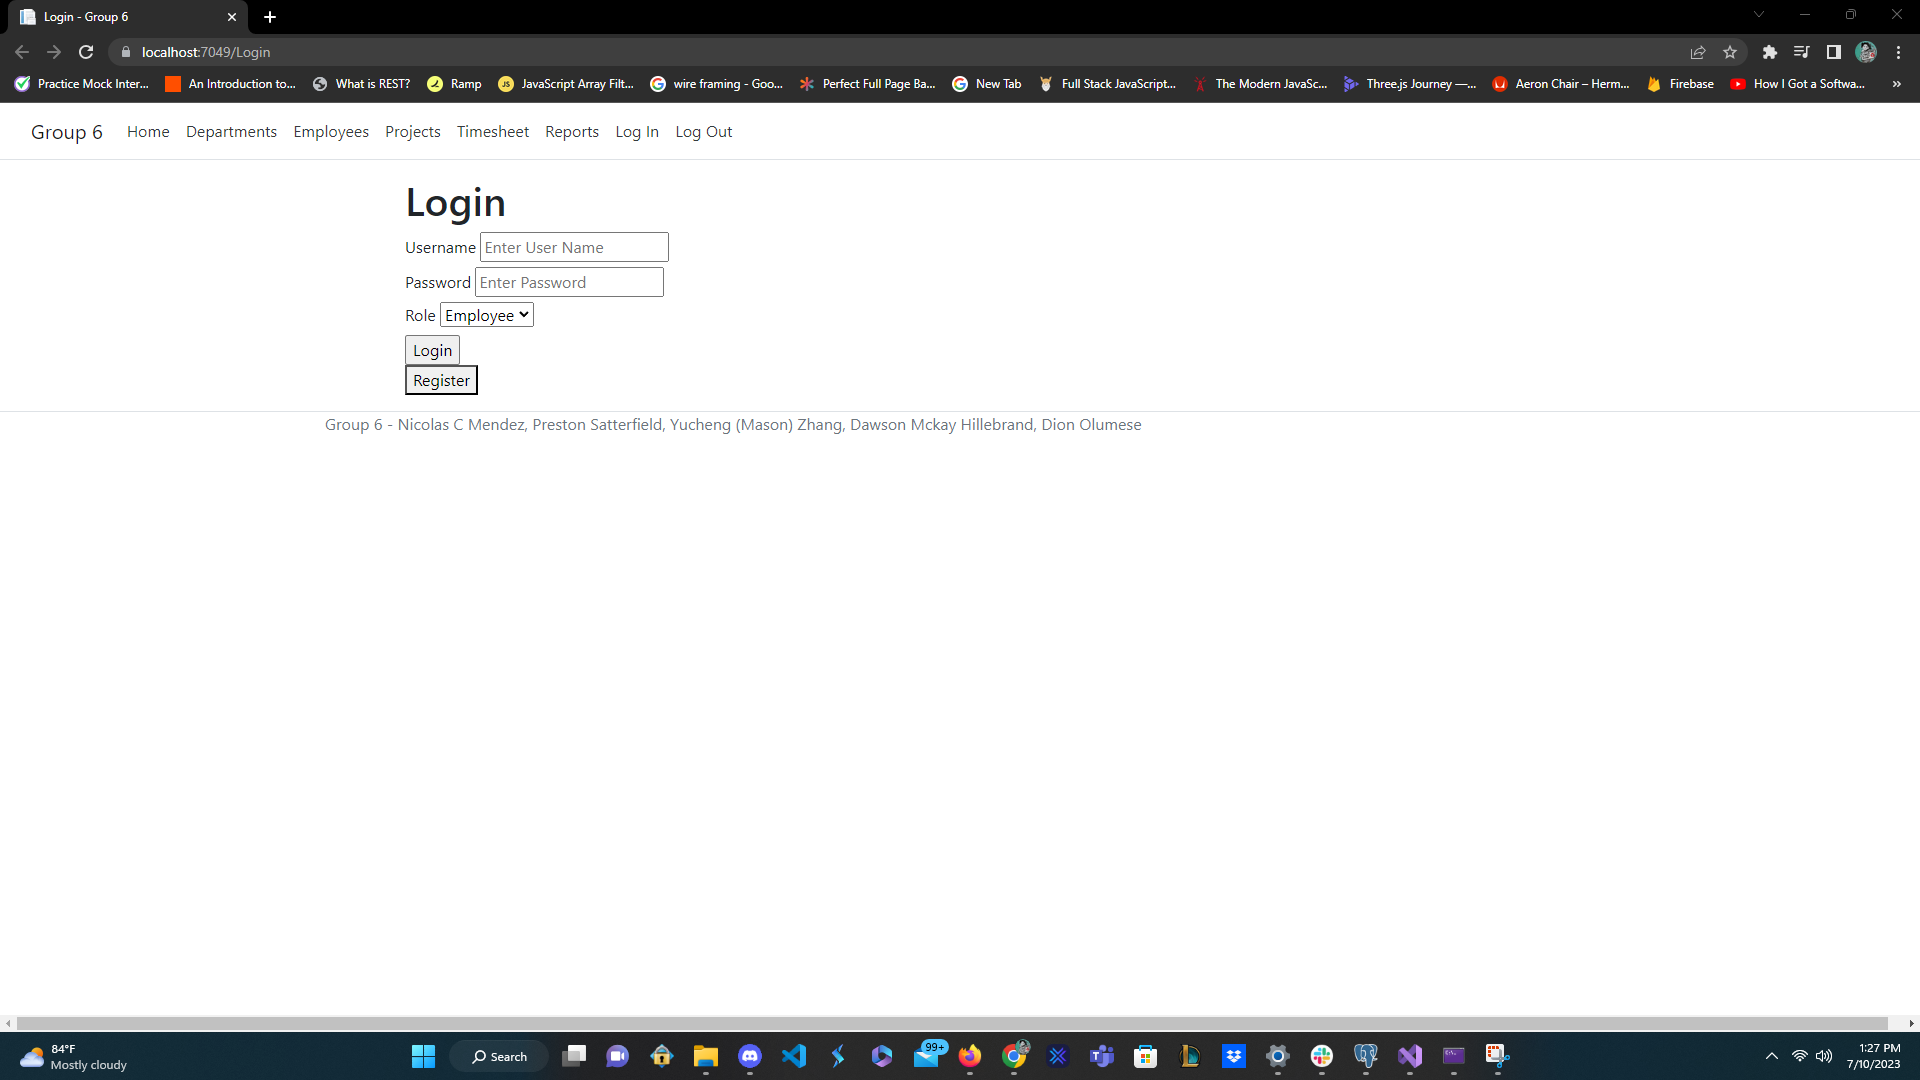 Login - Group 6
localhost:7049/Login
Practice Mock Inter... An Introduction to... What is REST? Ramp JavaScript Array Filt... wire framing - Goo... Perfect Full Page Ba... New Tab Full Stack JavaScript... The Modern JavaSc... Three.js Journey —... Aeron Chair – Herm... Firebase How I Got a Softwa... »
Group 6 Home Departments Employees Projects Timesheet Reports Log In Log Out
Login
Username Enter User Name
Password Enter Password
Role Employee
Login
Register
Group 6 - Nicolas C Mendez, Preston Satterfield, Yucheng (Mason) Zhang, Dawson Mckay Hillebrand, Dion Olumese
84°F
Mostly cloudy
Search
99+
1:27 PM
7/10/2023